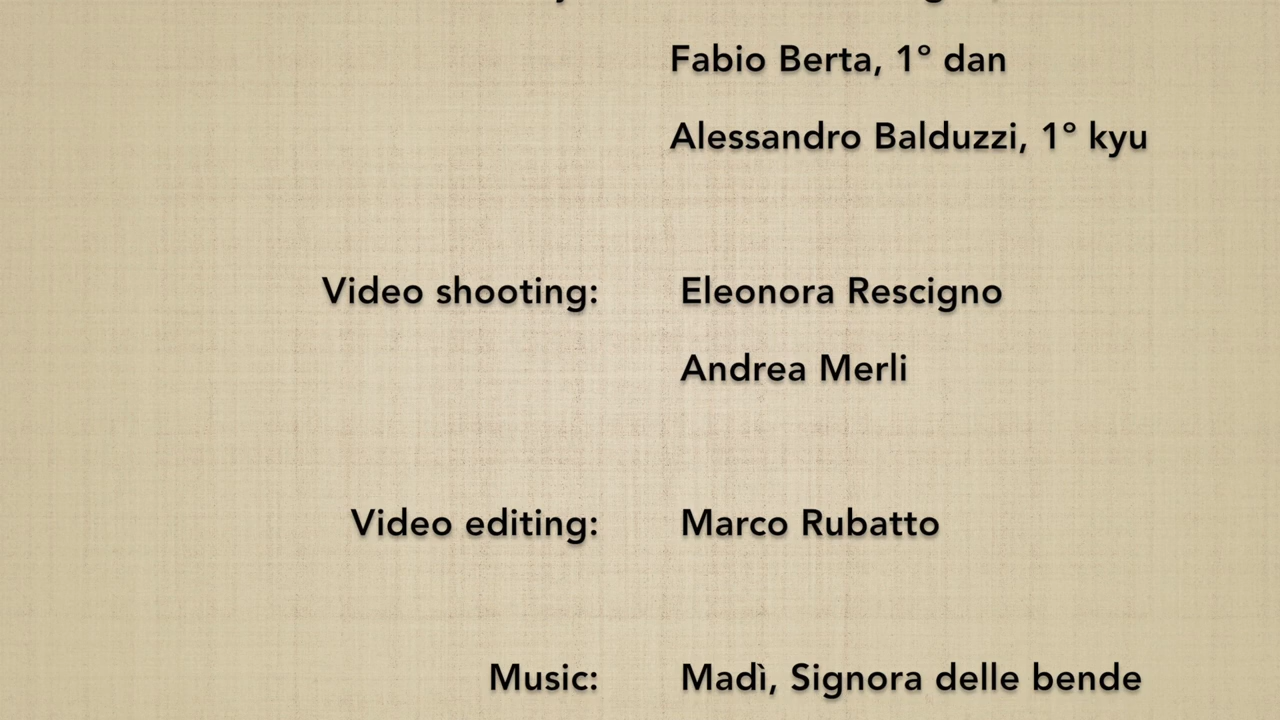 Fabio Berta, 1° dan
Alessandro Balduzzi, 1° kyu
Video shooting: Eleonora Rescigno
Andrea Merli
Video editing: Marco Rubatto
Music: Madì, Signora delle bende